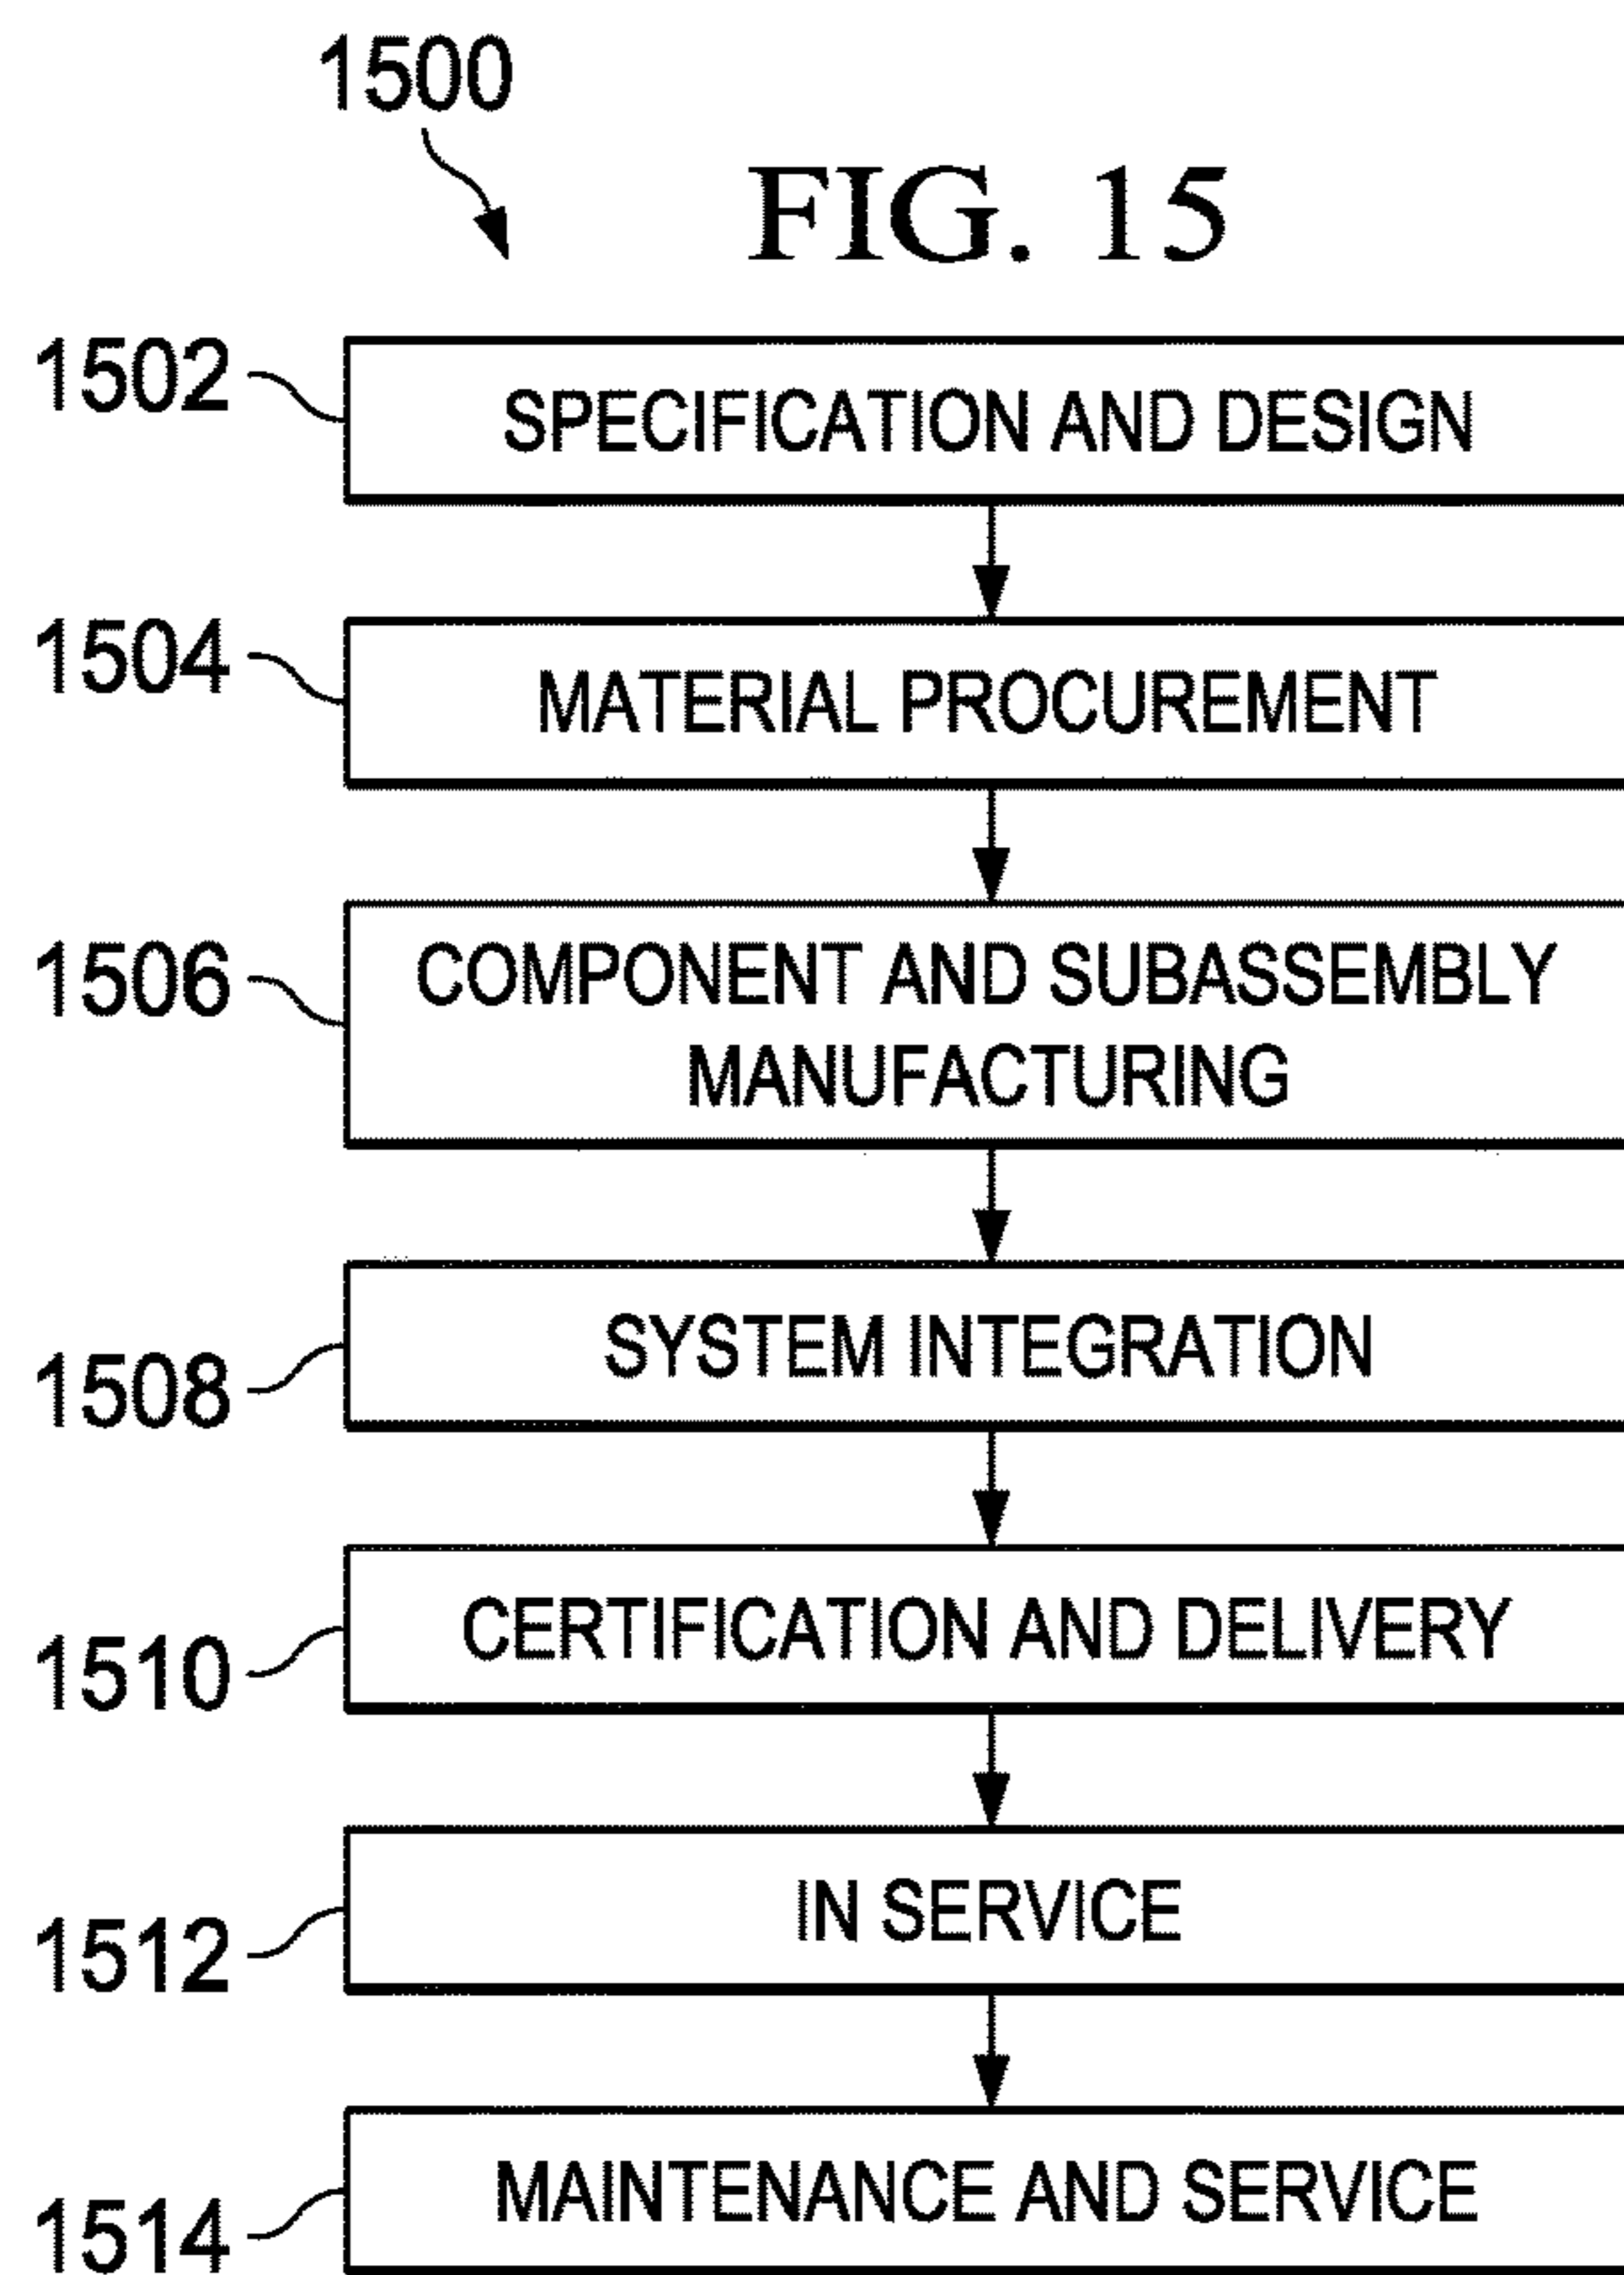 1500
FIG. 15
1502
SPECIFICATION AND DESIGN
1504
MATERIAL PROCUREMENT
1506
COMPONENT AND SUBASSEMBLY
MANUFACTURING
1508
SYSTEM INTEGRATION
1510
CERTIFICATION AND DELIVERY
1512
IN SERVICE
1514
MAINTENANCE AND SERVICE